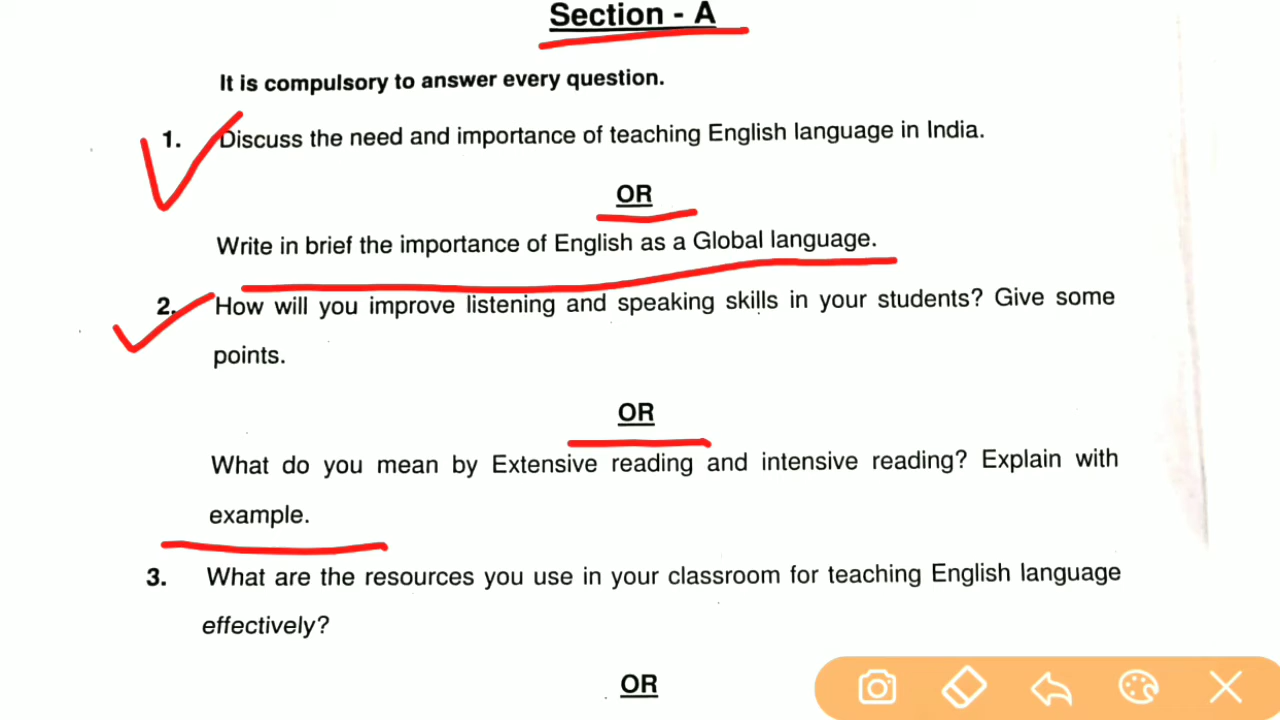 Section - A
It is compulsory to answer every question.
1. Discuss the need and importance of teaching English language in India.
OR
Write in brief the importance of English as a Global language.
2. How will you improve listening and speaking skills in your students? Give some
points.
OR
What do you mean by Extensive reading and intensive reading? Explain with
example.
3. What are the resources you use in your classroom for teaching English language
effectively?
OR